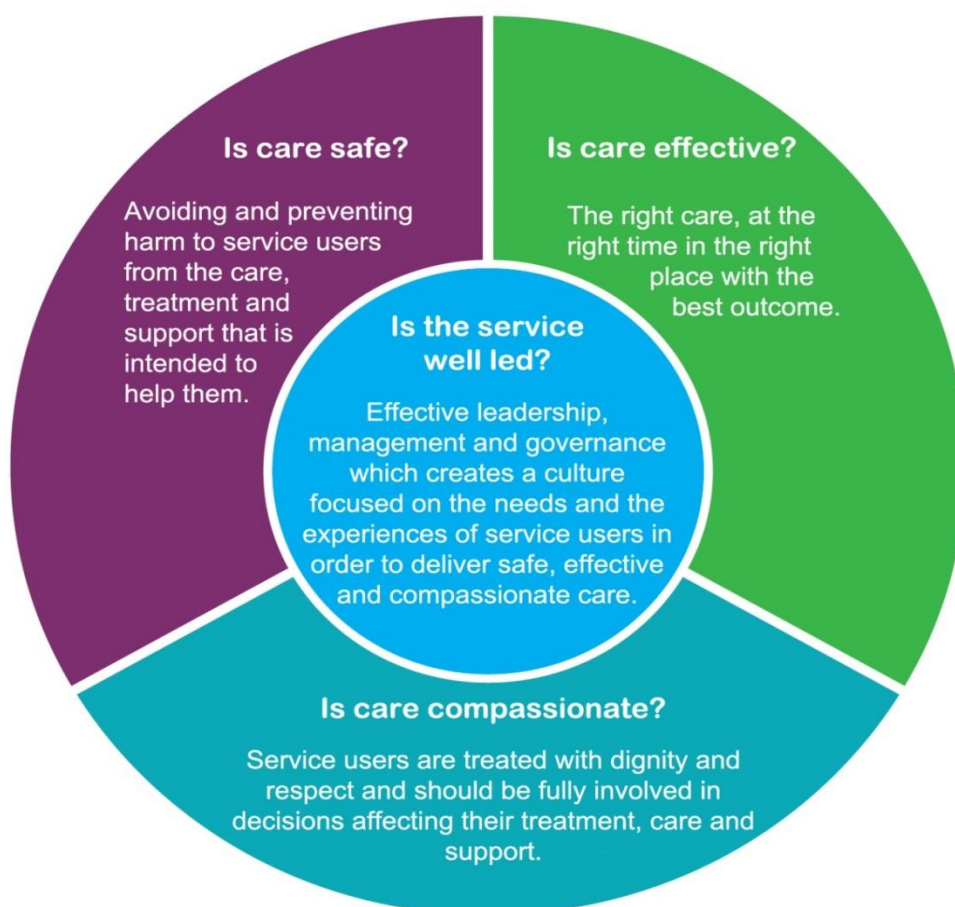 Is care safe?
Avoiding and preventing
harm to service users
from the care,
treatment and
support that is
intended to
help them.
Is care effective?
The right care, at the
right time in the right
place with the
best outcome.
Is the service
well led?
Effective leadership,
management and governance
which creates a culture
focused on the needs and the
experiences of service users in
order to deliver safe, effective
and compassionate care.
Is care compassionate?
Service users are treated with dignity and
respect and should be fully involved in
decisions affecting their treatment, care and
support.